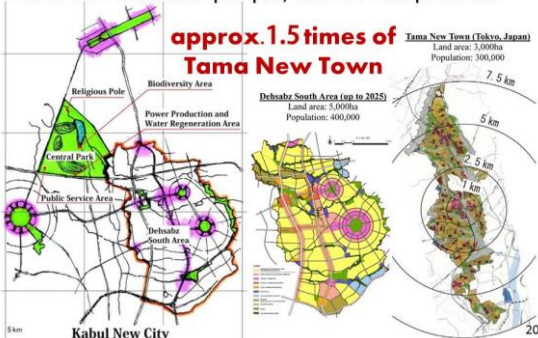 approx.1.5 times of
Tama New Town
Tama New Town (Tokyo, Japan)
Land area: 3,000ha
Population: 300,000
Dehsabz South Area (up to 2025)
Land area: 5,000ha
Population: 400,000
Religious Pole
Biodiversity Area
Power Production and
Water Regeneration Area
Central Park
Public Service Area
Dehsabz
South Area
5 km
Kabul New City
7. 5 km
5 km
2. 5 km
1 km
20